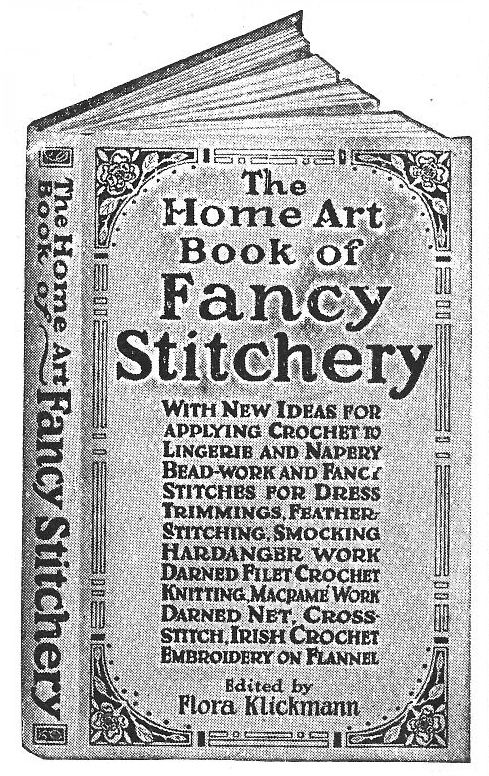 The Home Art
Book of
Fancy Stitchery
The
Home Art
Book of
Fancy
Stitchery
WITH NEW IDEAS FOR
APPLYING CROCHET TO
LINGERIE AND NAPERY
BEAD-WORK AND FANCY
STITCHES FOR DRESS
TRIMMINGS, FEATHER-
STITCHING, SMOCKING
HARDANGER WORK
DARNED FILET CROCHET
KNITTING, MACRAMÉ WORK
DARNED NET, CROSS-
STITCH, IRISH CROCHET
EMBROIDERY ON FLANNEL
Edited by
Flora Klickmann